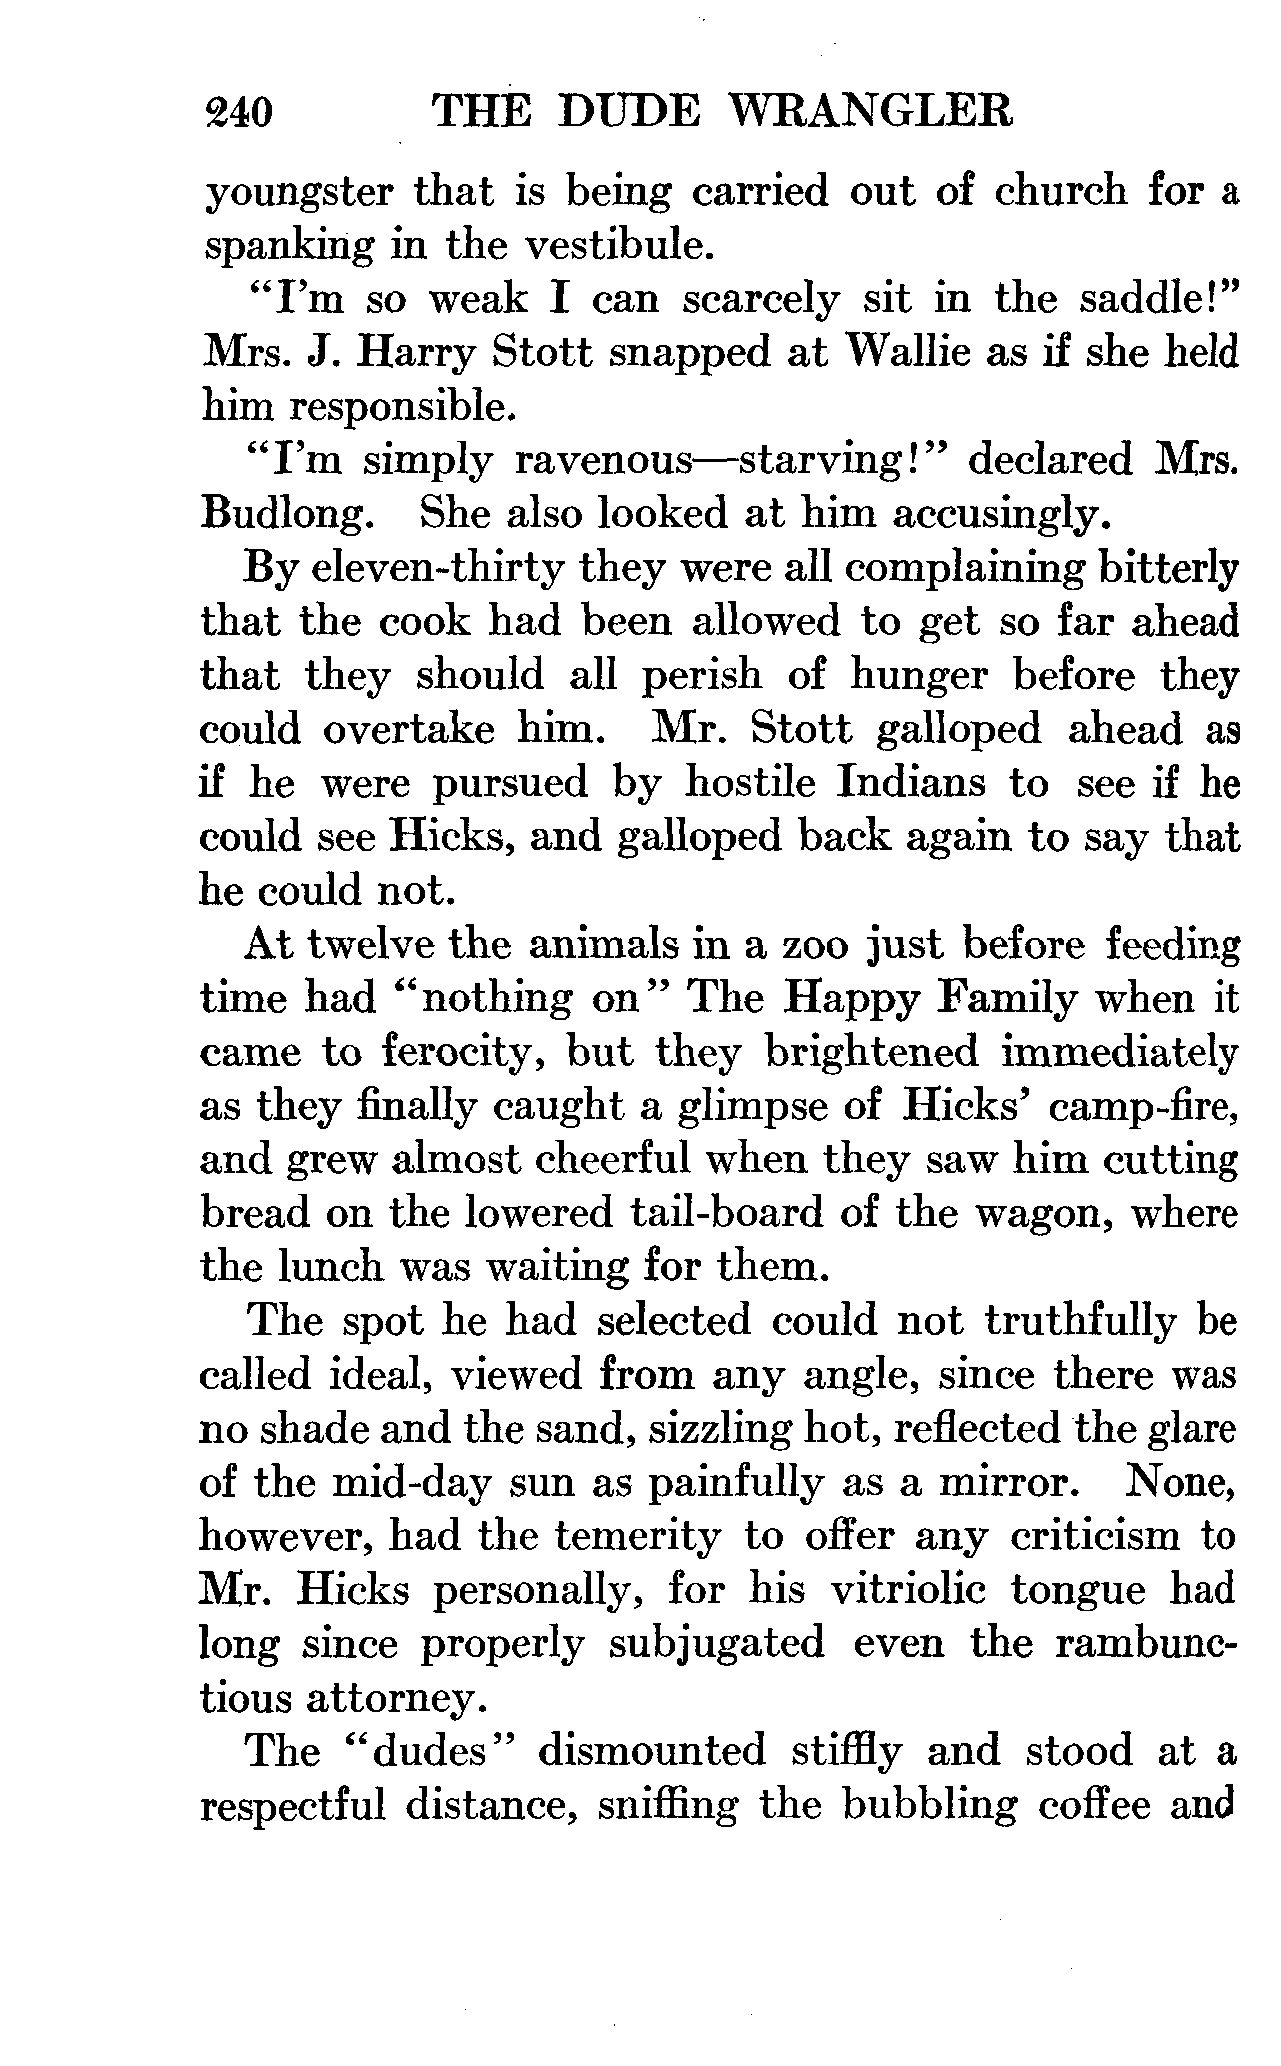 240 THE DUDE WRANGLER
youngster that is being carried out of church for a
spanking in the vestibule.
“I’m so weak I can scarcely sit in the saddle!”
Mrs. J. Harry Stott snapped at Wallie as if she held
him responsible.
“I’m simply ravenous—starving!” declared Mrs.
Budlong. She also looked at him accusingly.
By eleven-thirty they were all complaining bitterly
that the cook had been allowed to get so far ahead
that they should all perish of hunger before they
could overtake him. Mr. Stott galloped ahead as
if he were pursued by hostile Indians to see if he
could see Hicks, and galloped back again to say that
he could not.
At twelve the animals in a zoo just before feeding
time had “nothing on” The Happy Family when it
came to ferocity, but they brightened immediately
as they finally caught a glimpse of Hicks’ camp-fire,
and grew almost cheerful when they saw him cutting
bread on the lowered tail-board of the wagon, where
the lunch was waiting for them.
The spot he had selected could not truthfully be
called ideal, viewed from any angle, since there was
no shade and the sand, sizzling hot, reflected the glare
of the mid-day sun as painfully as a mirror. None,
however, had the temerity to offer any criticism to
Mr. Hicks personally, for his vitriolic tongue had
long since properly subjugated even the rambunc-
tious attorney.
The “dudes” dismounted stiffly and stood at a
respectful distance, sniffing the bubbling coffee and